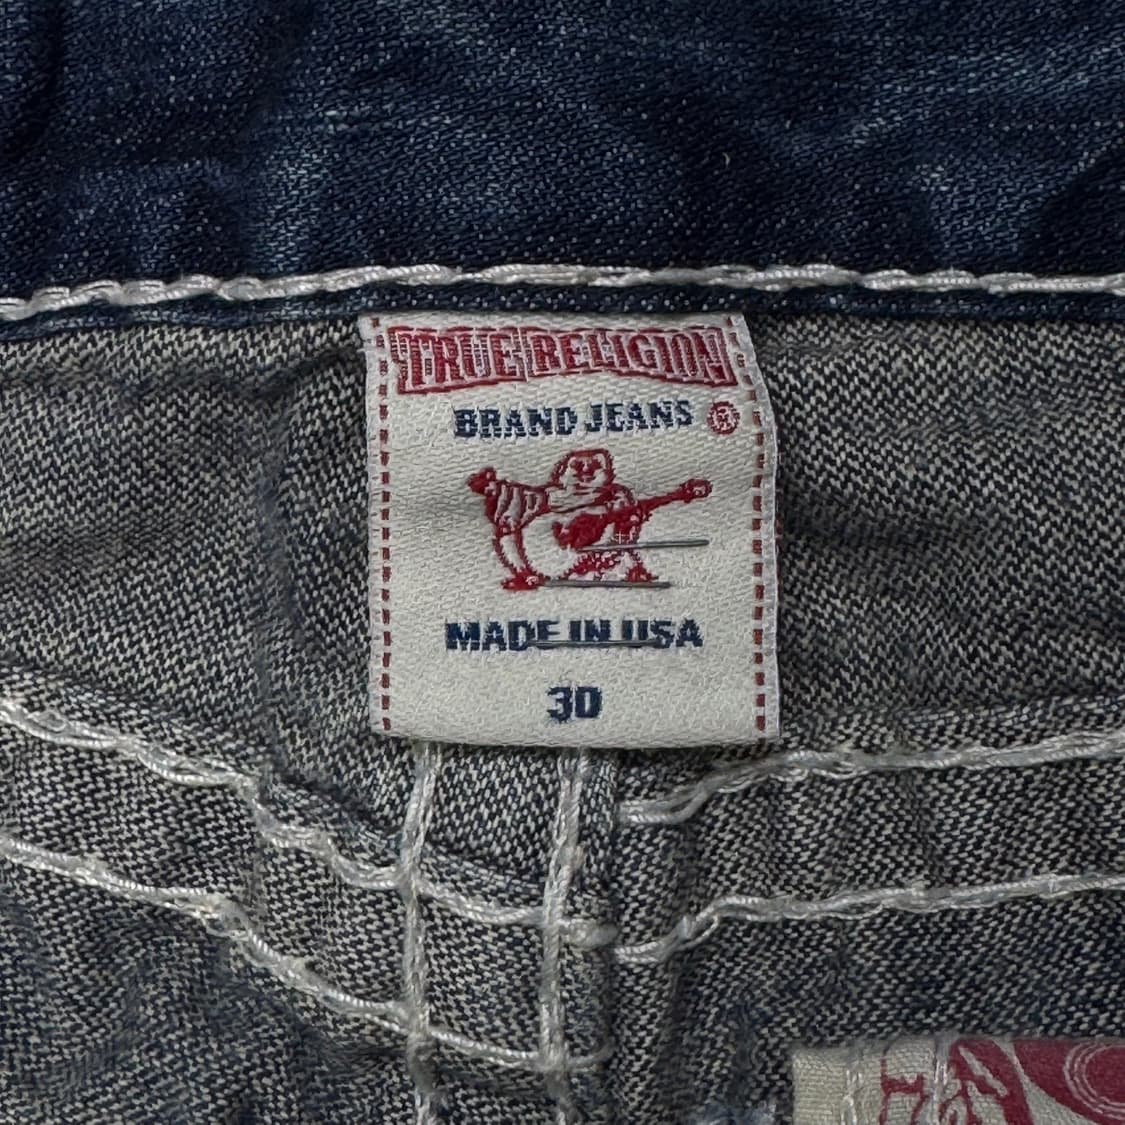 TRUE RELIGION
BRAND JEANS ®
MADE IN USA
30